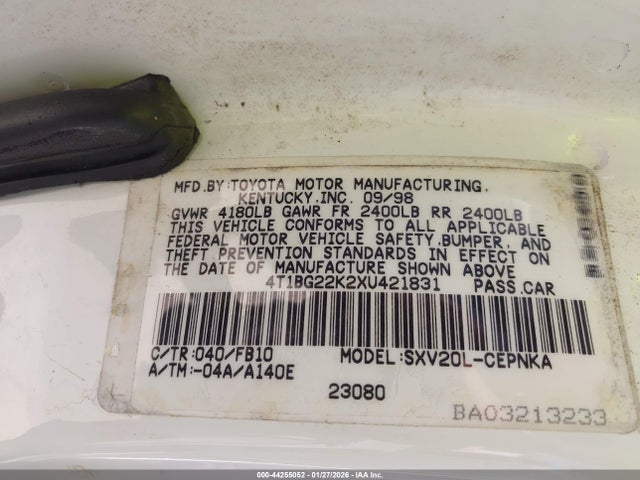 MFD.BY:TOYOTA MOTOR MANUFACTURING.
KENTUCKY,INC. 09/98
GVWR 4180LB GAWR FR 2400LB RR 2400LB
THIS VEHICLE CONFORMS TO ALL APPLICABLE
FEDERAL MOTOR VEHICLE SAFETY,BUMPER, AND
THEFT PREVENTION STANDARDS IN EFFECT ON
THE DATE OF MANUFACTURE SHOWN ABOVE
4T1BG22K2XU421831 PASS.CAR
C/TR:040/FB10 MODEL:SXV20L-CEPNKA
A/TM:-04A/A140E
23080
BA03213233
000-44255052 / 01/27/2026 - IAA Inc.